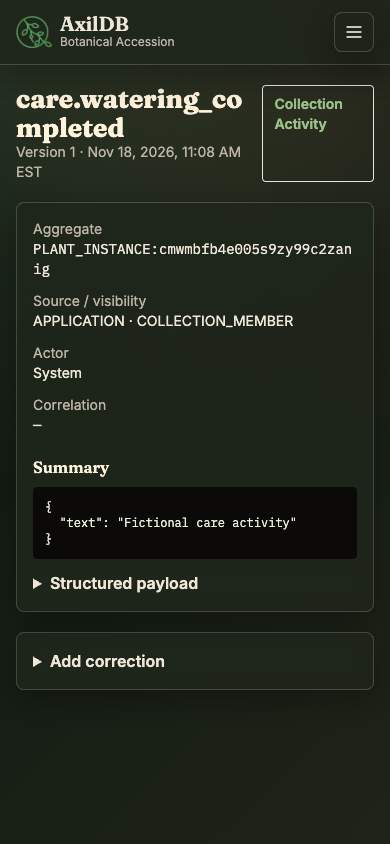 AxilDB
Botanical Accession
care.watering_co
mpleted
Version 1 · Nov 18, 2026, 11:08 AM
EST
Collection
Activity
Aggregate
PLANT_INSTANCE:cmwmbfb4e005s9zy99c2zan
ig
Source / visibility
APPLICATION · COLLECTION_MEMBER
Actor
System
Correlation
—
Summary
{
"text": "Fictional care activity"
}
Structured payload
Add correction